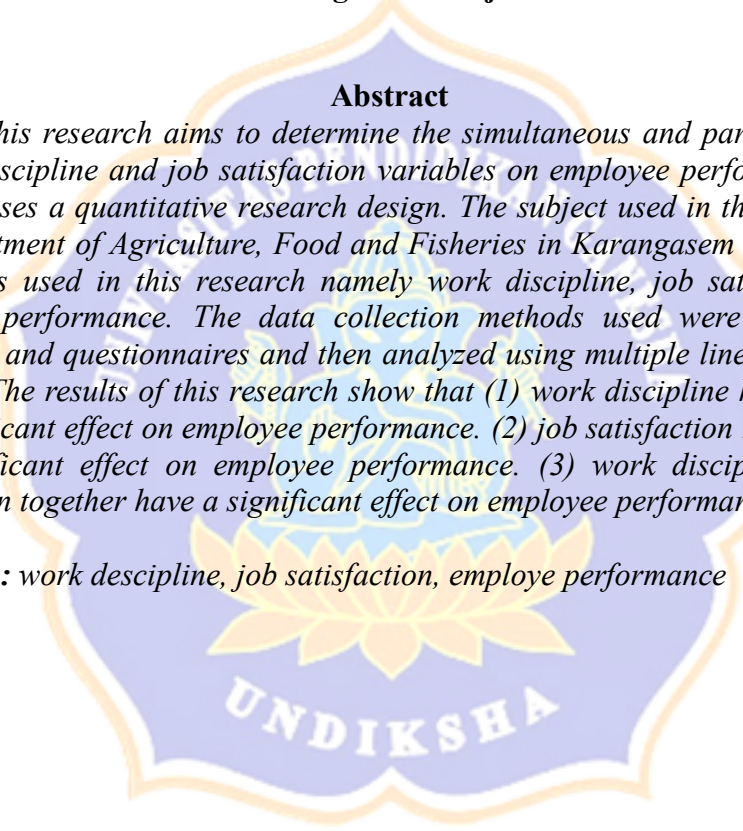 Abstract
his research aims to determine the simultaneous and par
scipline and job satisfaction variables on employee perfo
ses a quantitative research design. The subject used in th
tment of Agriculture, Food and Fisheries in Karangasem
s used in this research namely work discipline, job sat
performance. The data collection methods used were
and questionnaires and then analyzed using multiple line
The results of this research show that (1) work discipline h
cant effect on employee performance. (2) job satisfaction
ficant effect on employee performance. (3) work discip
n together have a significant effect on employee performan
: work descipline, job satisfaction, employe performance
UNIVERSITAS PENDIDIKAN GANESHA
UNDIKSHA